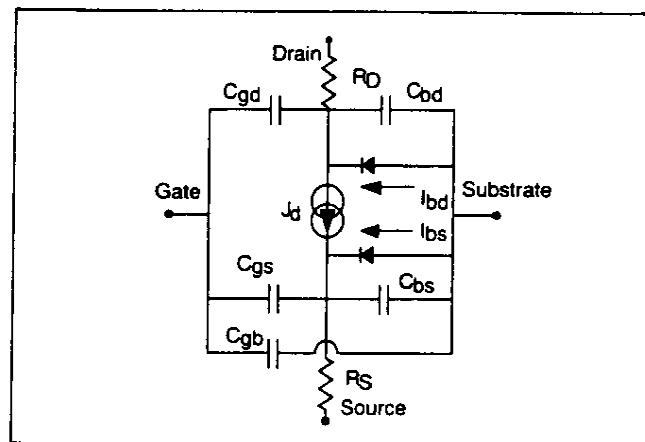 Drain
RD
Cgd
Cbd
Gate
Substrate
Jd
Ibd
Ibs
Cgs
Cbs
Cgb
RS
Source